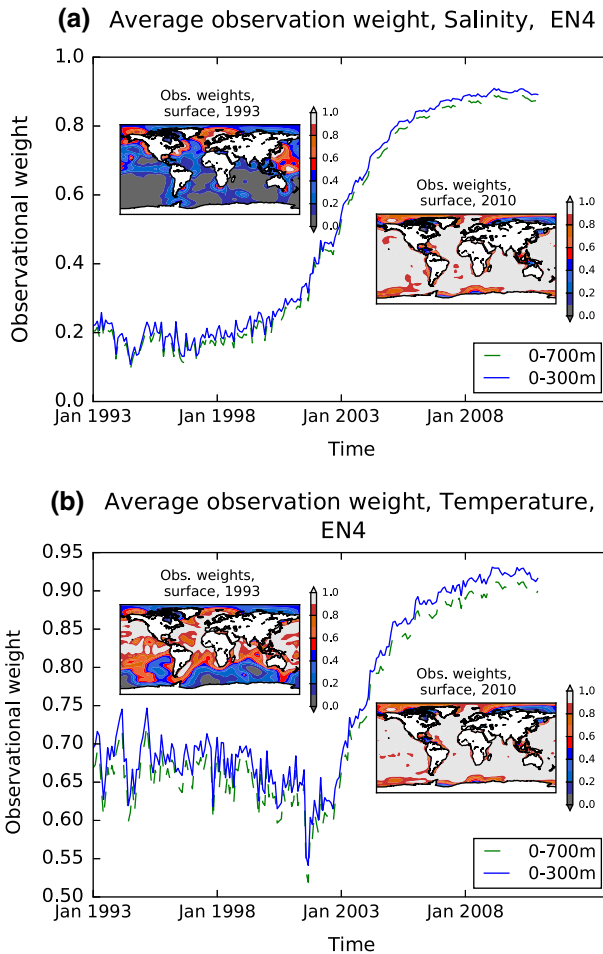 (a) Average observation weight, Salinity, EN4
1.0
0.8
0.6
0.4
0.2
0.0
Observational weight
Obs. weights,
surface, 1993
1.0
0.8
0.6
0.4
0.2
0.0
Obs. weights,
surface, 2010
1.0
0.8
0.6
0.4
0.2
0.0
0-700m
0-300m
Jan 1993
Jan 1998
Jan 2003
Jan 2008
Time
(b) Average observation weight, Temperature,
EN4
0.95
0.90
0.85
0.80
0.75
0.70
0.65
0.60
0.55
0.50
Observational weight
Obs. weights,
surface, 1993
1.0
0.8
0.6
0.4
0.2
0.0
Obs. weights,
surface, 2010
1.0
0.8
0.6
0.4
0.2
0.0
0-700m
0-300m
Jan 1993
Jan 1998
Jan 2003
Jan 2008
Time